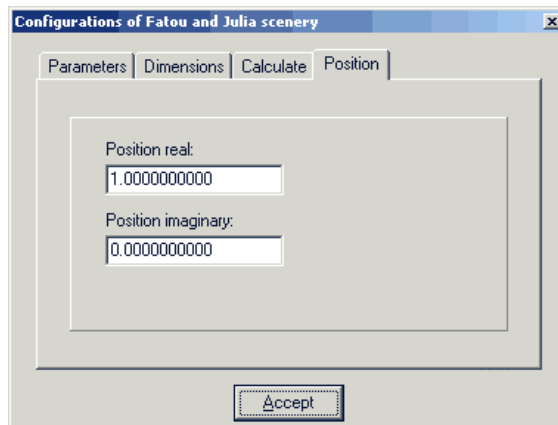 Configurations of Fatou and Julia scenery
Parameters Dimensions Calculate Position
Position real:
1.0000000000
Position imaginary:
0.0000000000
Accept